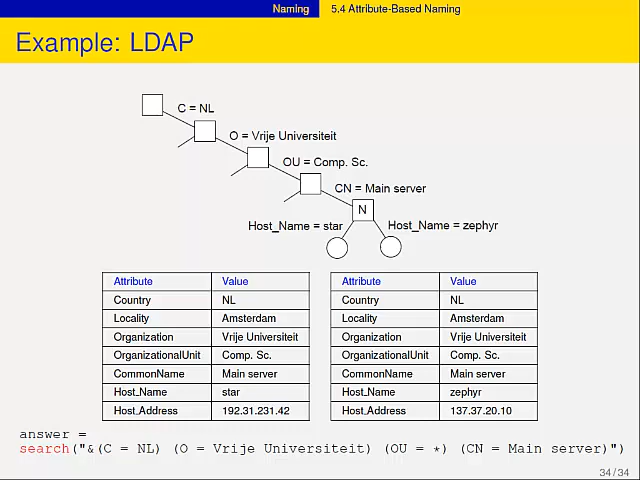 Naming 5.4 Attribute-Based Naming
Example: LDAP
C = NL
O = Vrije Universiteit
OU = Comp. Sc.
CN = Main server
N
Host_Name = star Host_Name = zephyr
Attribute Value Attribute Value
Country NL Country NL
Locality Amsterdam Locality Amsterdam
Organization Vrije Universiteit Organization Vrije Universiteit
OrganizationalUnit Comp. Sc. OrganizationalUnit Comp. Sc.
CommonName Main server CommonName Main server
Host_Name star Host_Name zephyr
Host_Address 192.31.231.42 Host_Address 137.37.20.10
answer =
search("&(C = NL) (O = Vrije Universiteit) (OU = *) (CN = Main server)")
34 / 34